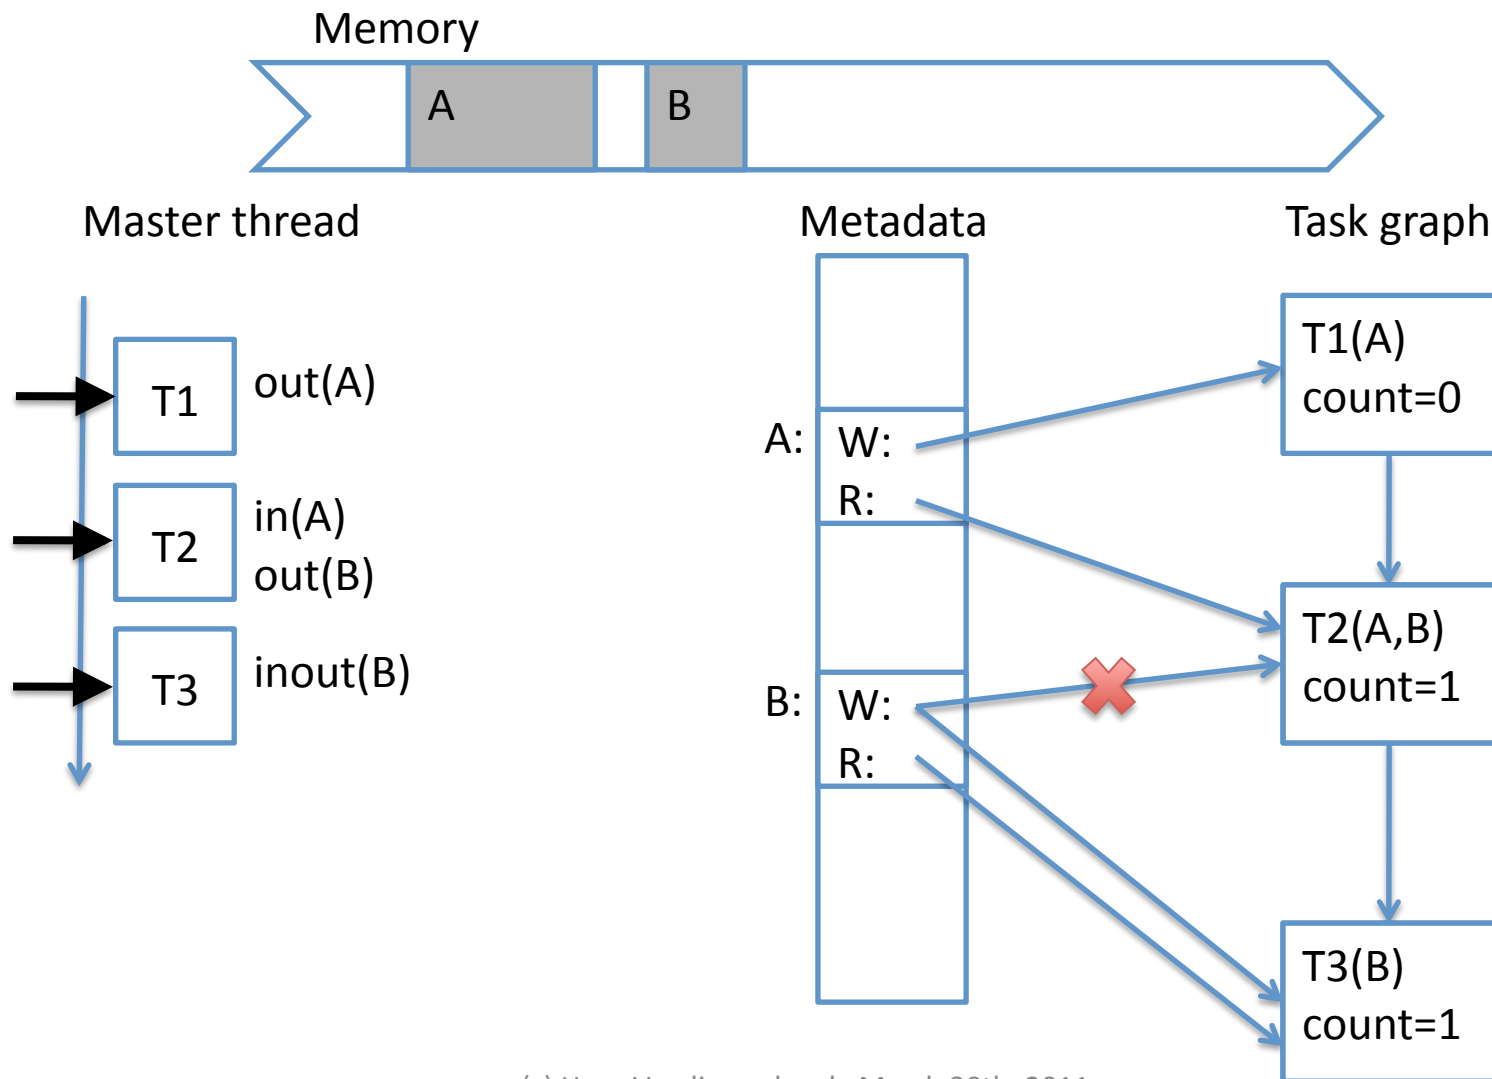 Memory
A
B
Master thread
Metadata
Task graph
T1
out(A)
T2
in(A)
out(B)
T3
inout(B)
A:
W:
R:
B:
W:
R:
T1(A)
count=0
T2(A,B)
count=1
T3(B)
count=1